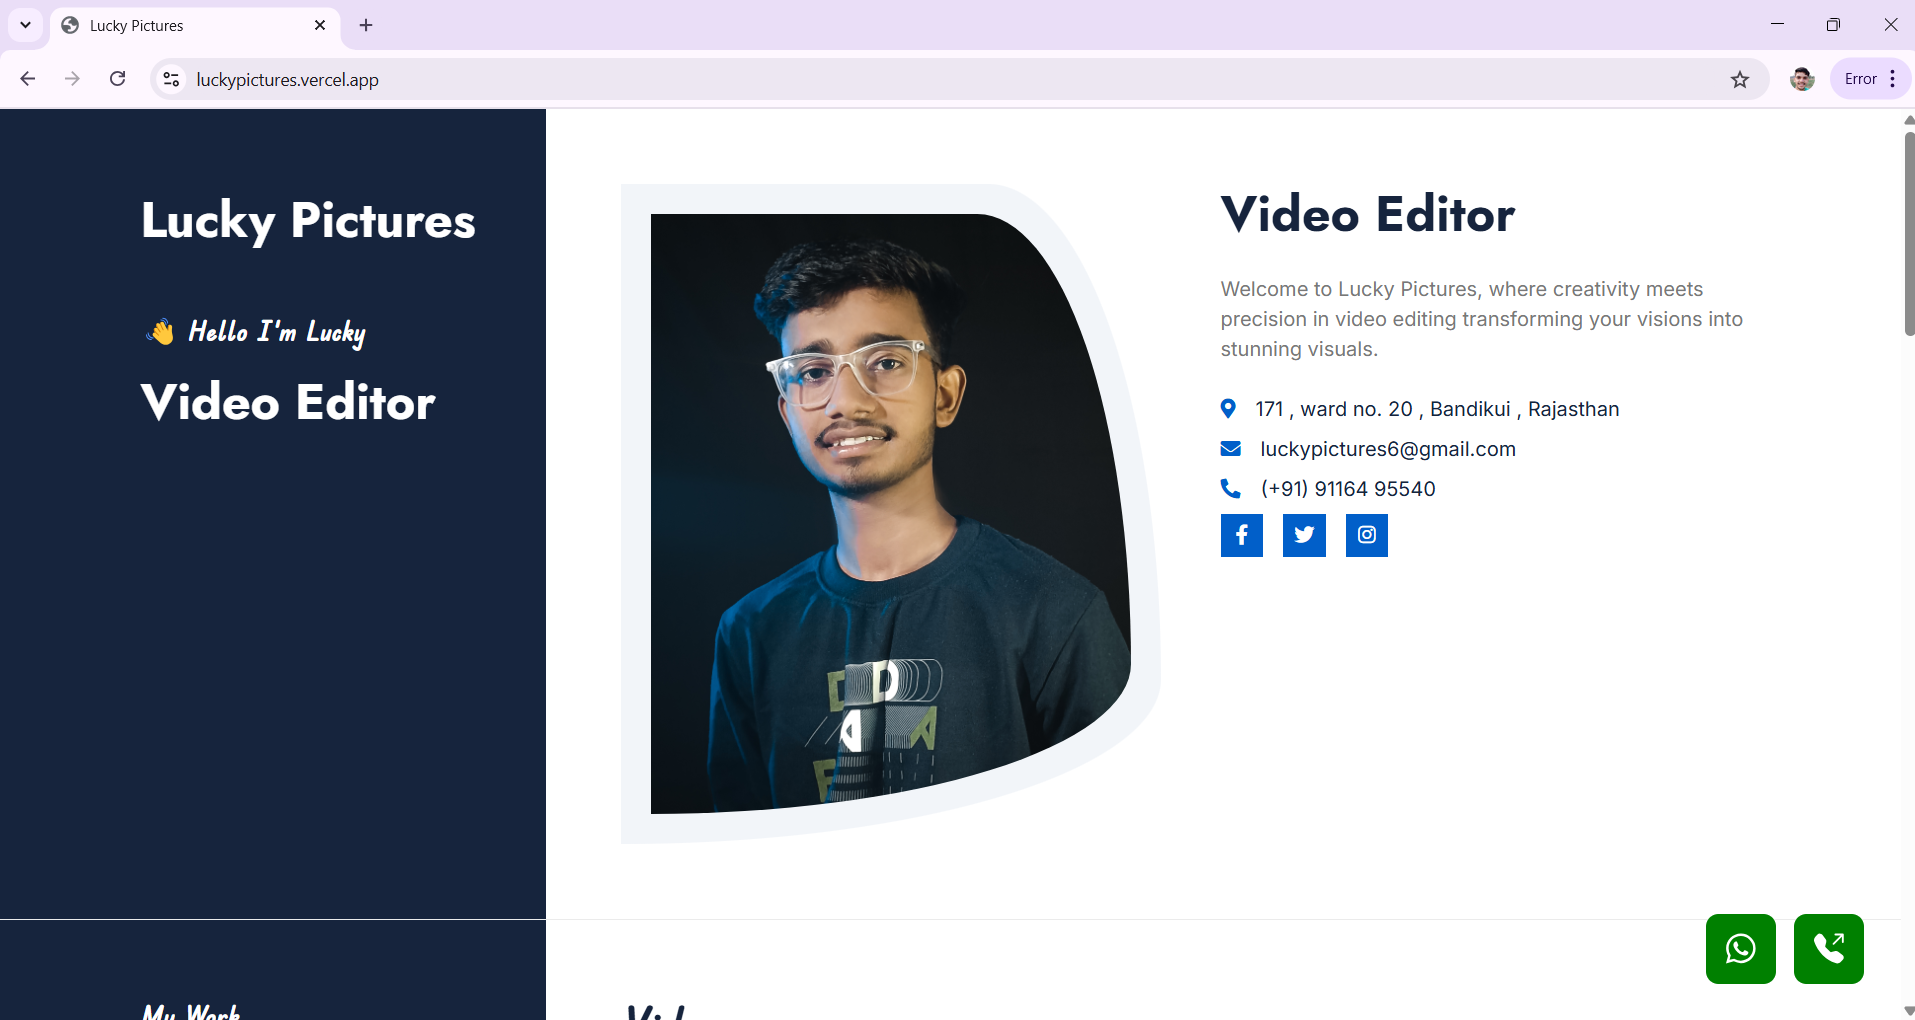 Lucky Pictures
luckypictures.vercel.app
Error
Lucky Pictures
👋 Hello I'm Lucky
Video Editor
Video Editor
Welcome to Lucky Pictures, where creativity meets
precision in video editing transforming your visions into
stunning visuals.
171 , ward no. 20 , Bandikui , Rajasthan
luckypictures6@gmail.com
(+91) 91164 95540
My Work